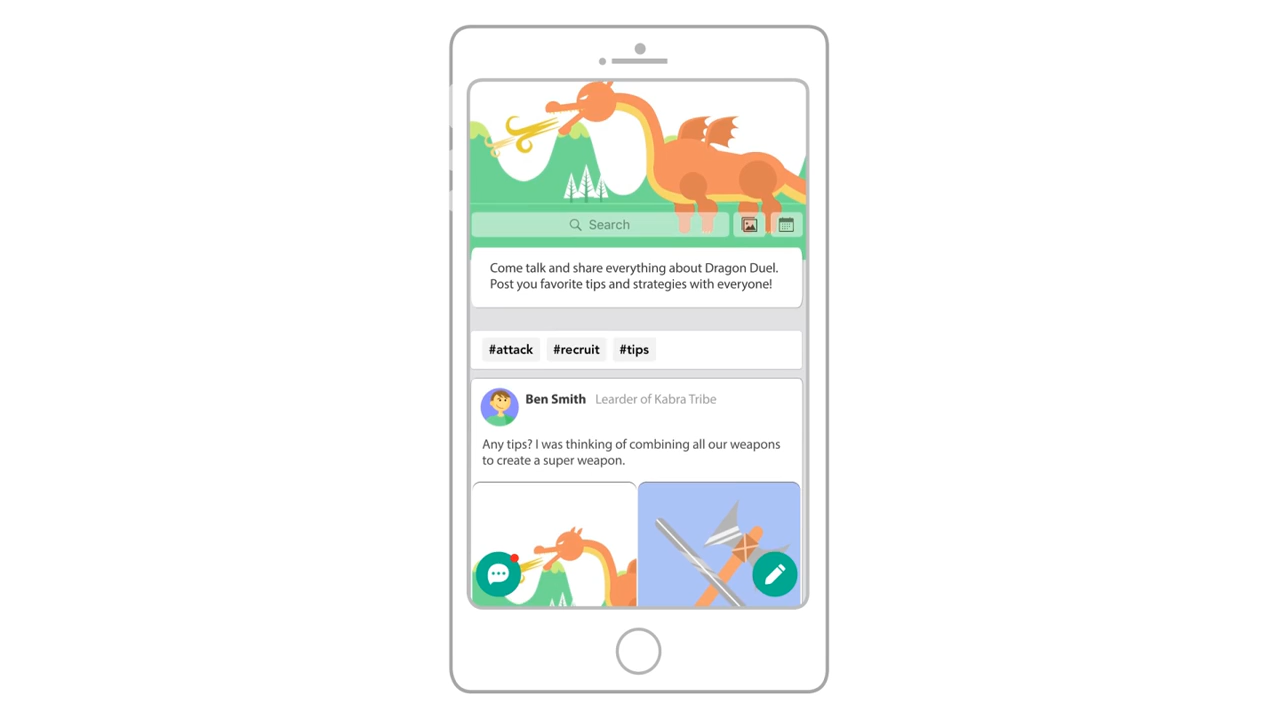 Search
Come talk and share everything about Dragon Duel.
Post you favorite tips and strategies with everyone!
#attack #recruit #tips
Ben Smith Learder of Kabra Tribe
Any tips? I was thinking of combining all our weapons
to create a super weapon.